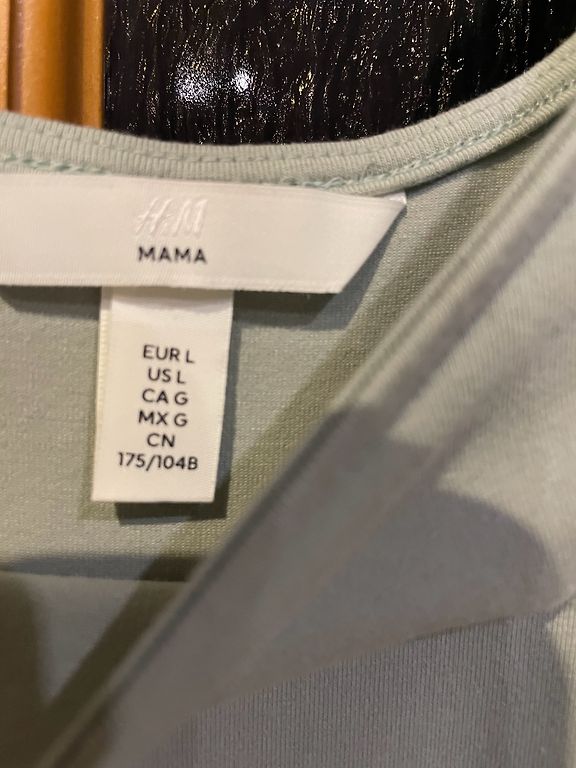 H&M
MAMA
EUR L
US L
CA G
MX G
CN
175/104B